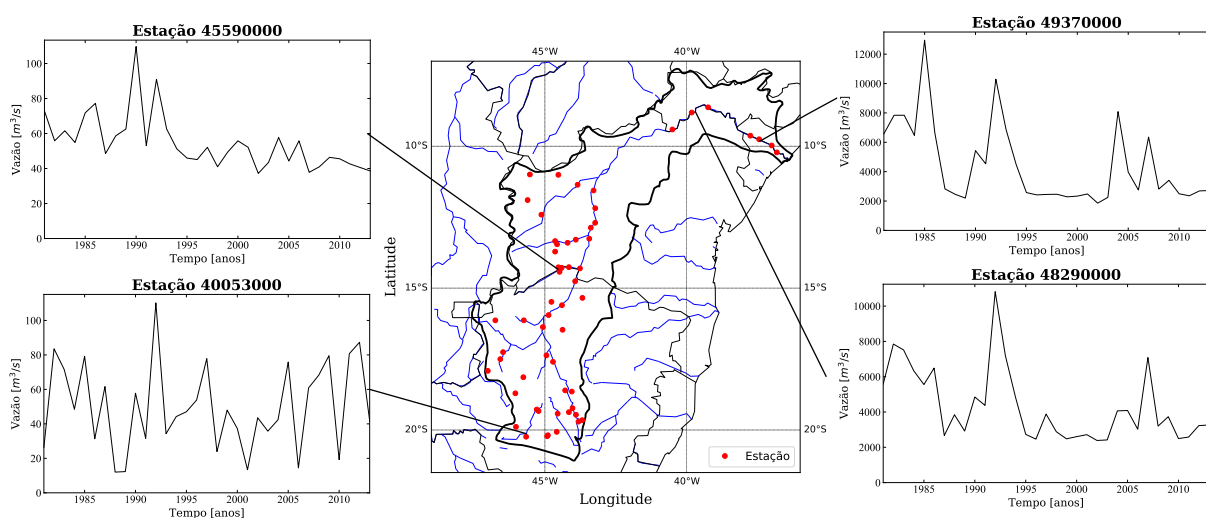 Estação 45590000
Vazão [m³/s]
100
80
60
40
20
0
1985 1990 1995 2000 2005 2010
Tempo [anos]
Estação 40053000
Vazão [m³/s]
100
80
60
40
20
0
1985 1990 1995 2000 2005 2010
Tempo [anos]
45°W 40°W
Latitude
10°S 10°S
15°S 15°S
20°S 20°S
Estação
45°W 40°W
Longitude
Estação 49370000
Vazão [m³/s]
12000
10000
8000
6000
4000
2000
0
1985 1990 1995 2000 2005 2010
Tempo [anos]
Estação 48290000
Vazão [m³/s]
10000
8000
6000
4000
2000
0
1985 1990 1995 2000 2005 2010
Tempo [anos]